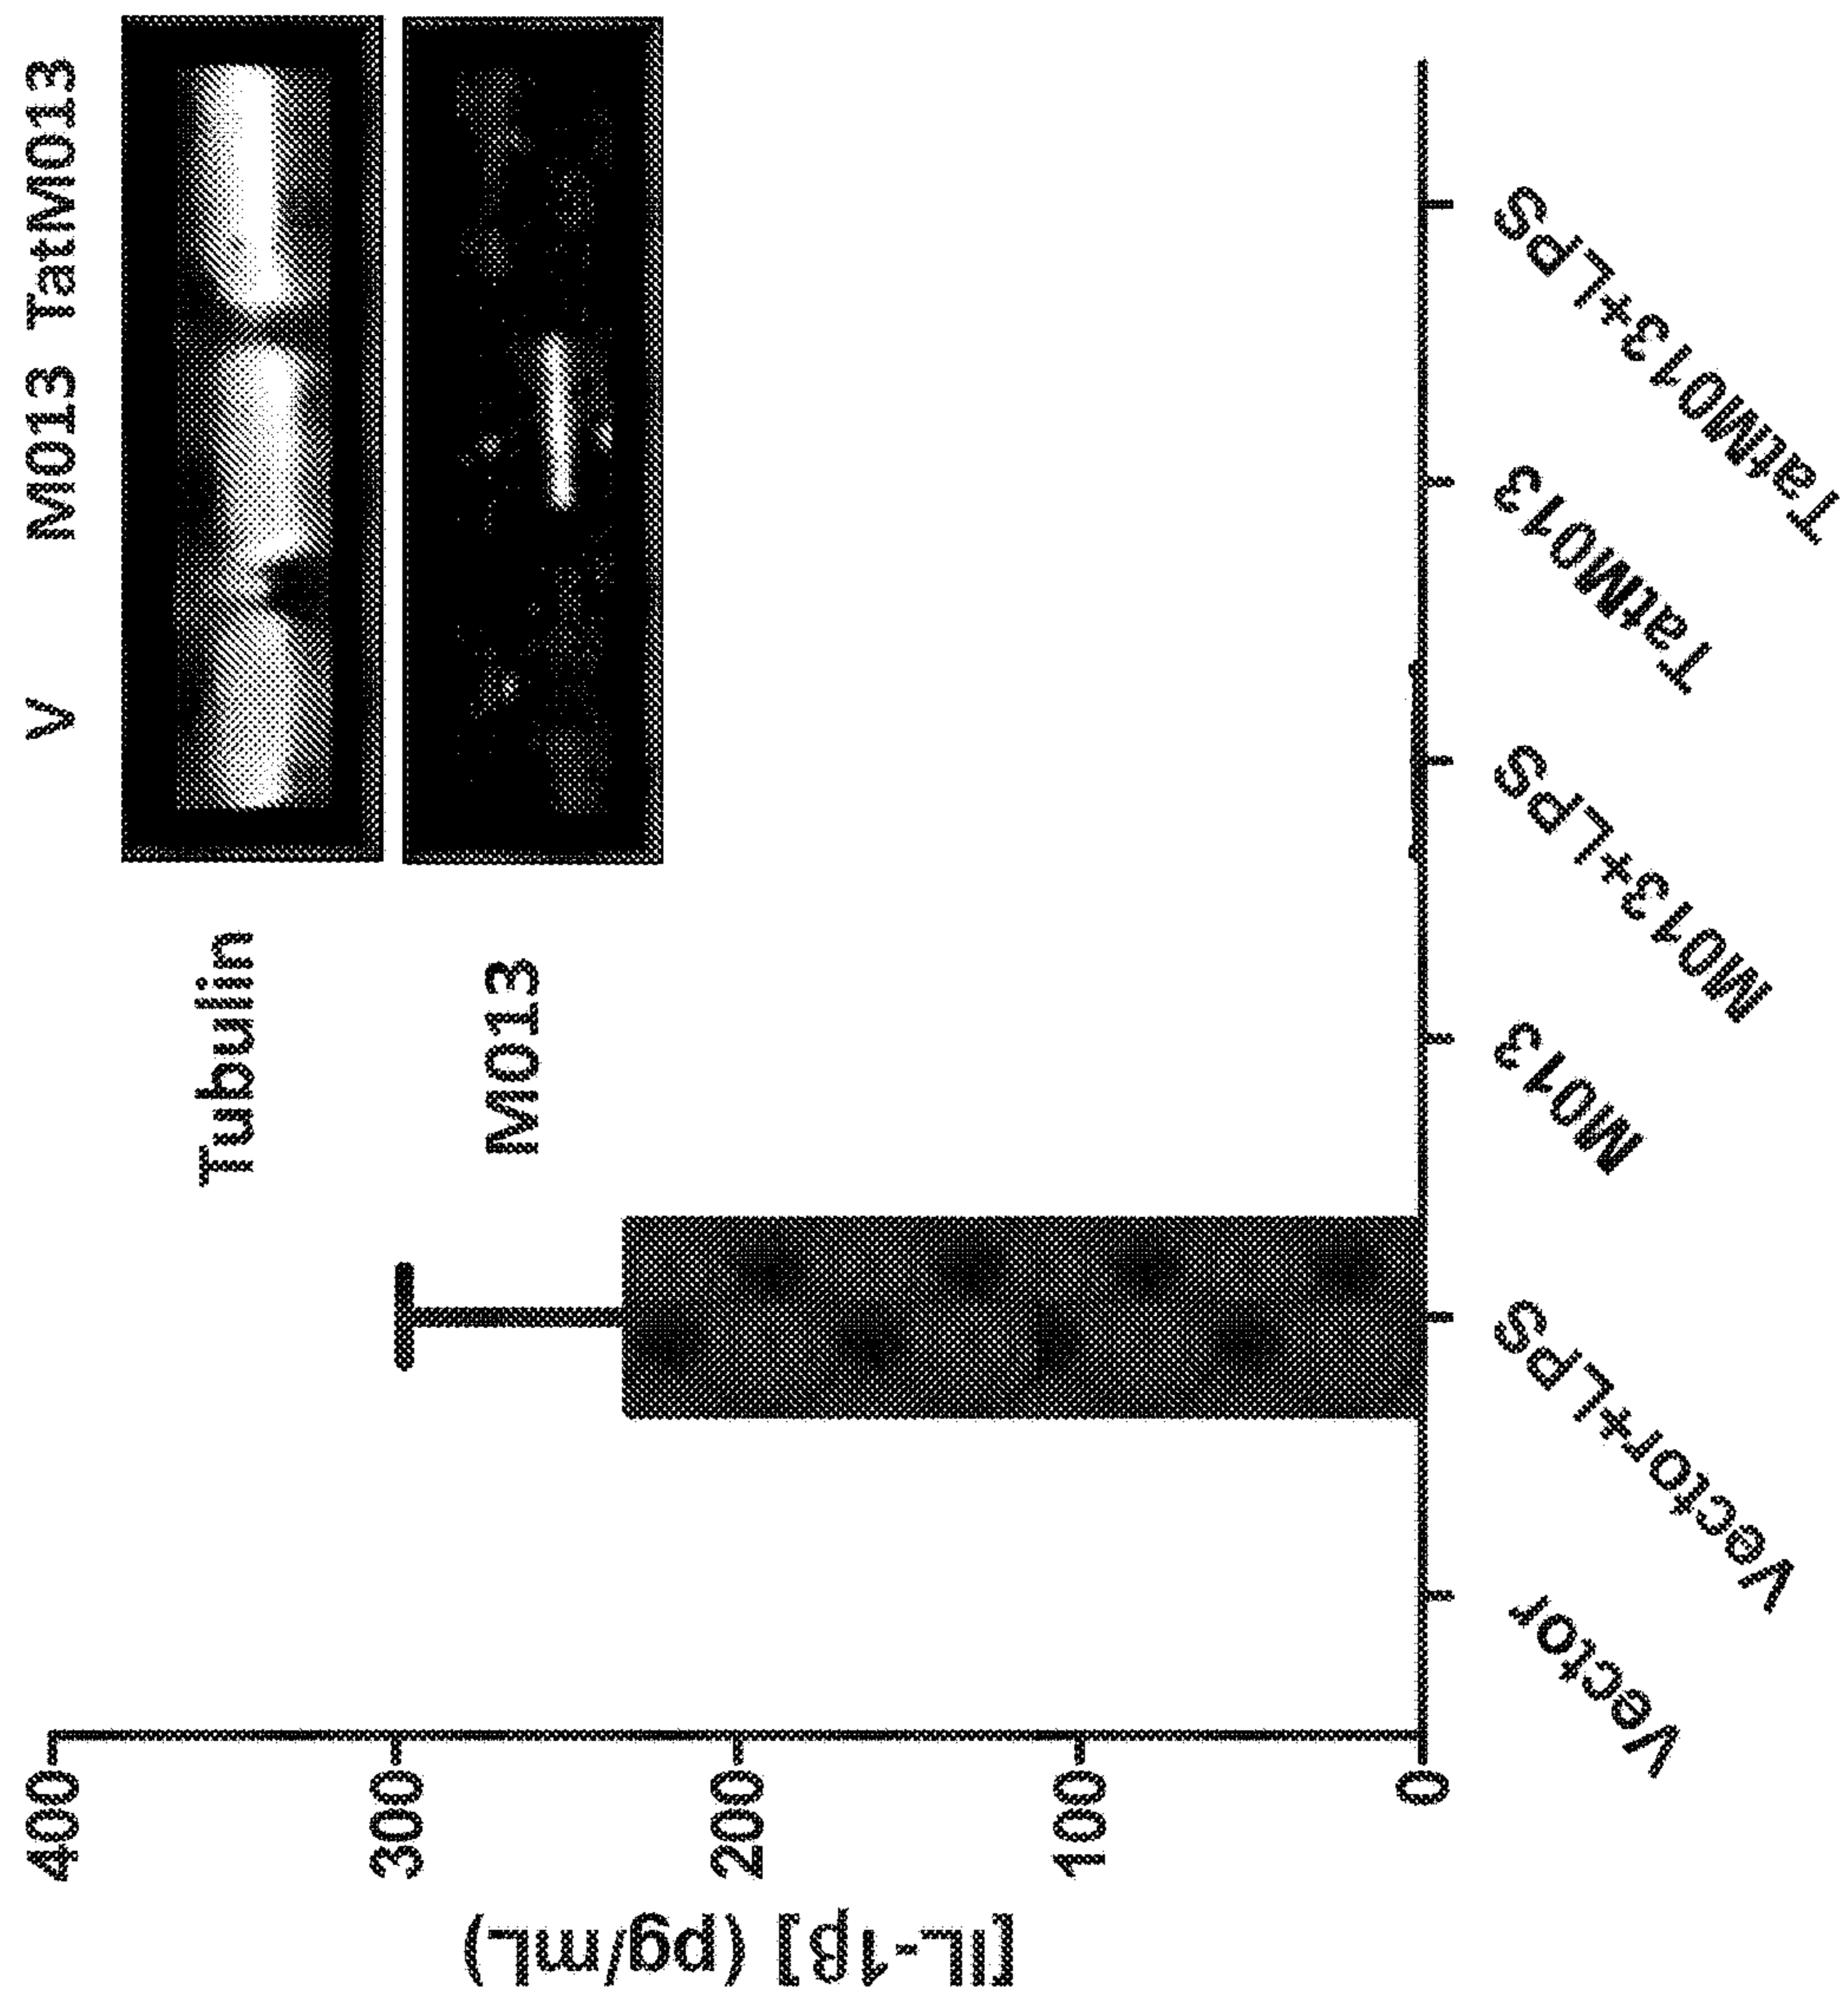 V M013 TatM013
Tubulin
M013
400
300
200
100
0
[IL-1β] (pg/mL)
Vector
Vector+LPS
M013
M013+LPS
TatM013
TatM013+LPS